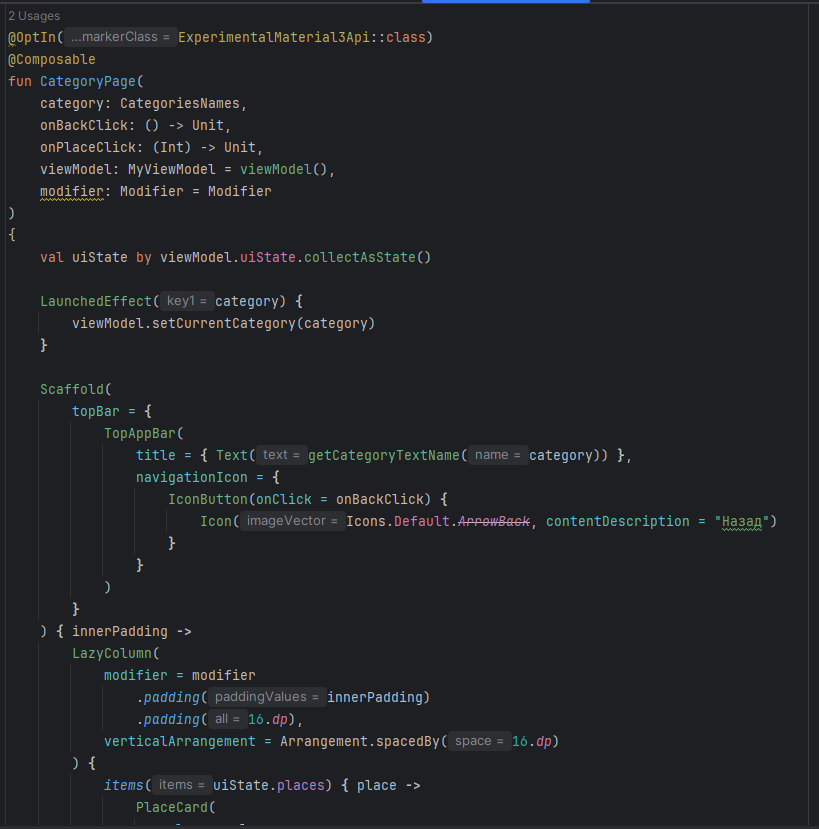 2 Usages
@OptIn( ...markerClass = ExperimentalMaterial3Api::class)
@Composable
fun CategoryPage(
    category: CategoriesNames,
    onBackClick: () -> Unit,
    onPlaceClick: (Int) -> Unit,
    viewModel: MyViewModel = viewModel(),
    modifier: Modifier = Modifier
)
{
    val uiState by viewModel.uiState.collectAsState()
    LaunchedEffect( key1 = category) {
        viewModel.setCurrentCategory(category)
    }
    Scaffold(
        topBar = {
            TopAppBar(
                title = { Text( text = getCategoryTextName( name = category)) },
                navigationIcon = {
                    IconButton(onClick = onBackClick) {
                        Icon( imageVector = Icons.Default.ArrowBack, contentDescription = "Назад")
                    }
                }
            )
        }
    ) { innerPadding ->
        LazyColumn(
            modifier = modifier
                .padding( paddingValues = innerPadding)
                .padding( all = 16.dp),
            verticalArrangement = Arrangement.spacedBy( space = 16.dp)
        ) {
            items( items = uiState.places) { place ->
                PlaceCard(